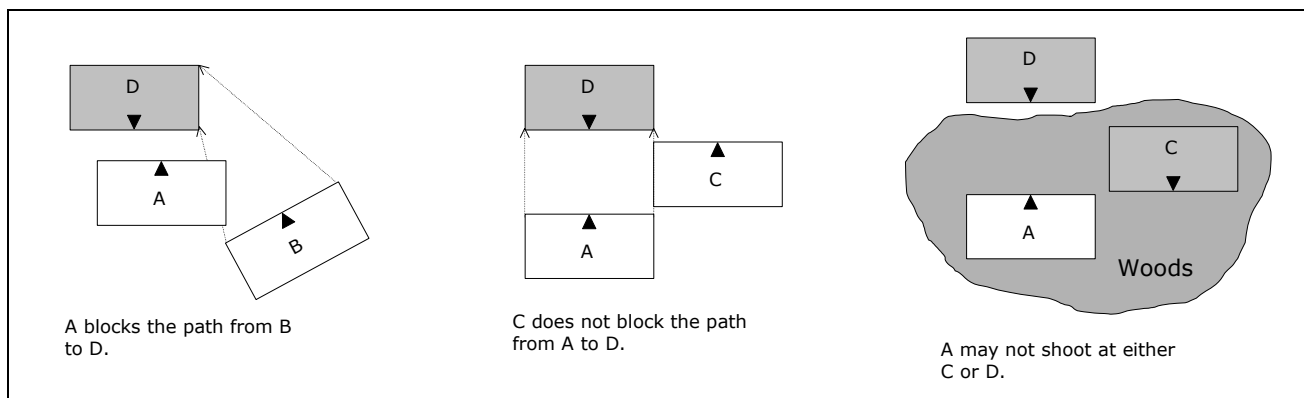 D
A
B
A blocks the path from B
to D.
D
C
A
C does not block the path
from A to D.
D
C
A
Woods
A may not shoot at either
C or D.